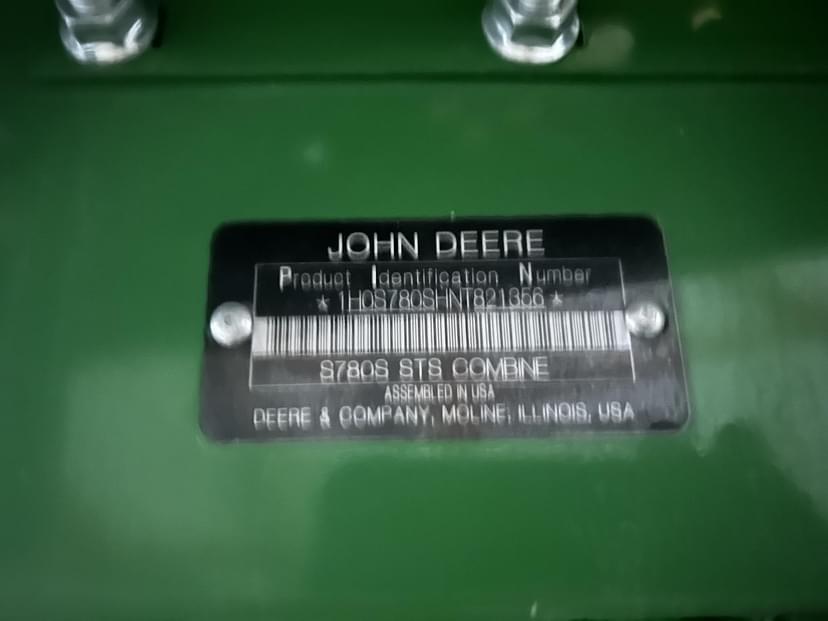 JOHN DEERE
Product Identification Number
* 1H0S780SHNT821356 *
S780S STS COMBINE
ASSEMBLED IN USA
DEERE & COMPANY, MOLINE, ILLINOIS, USA